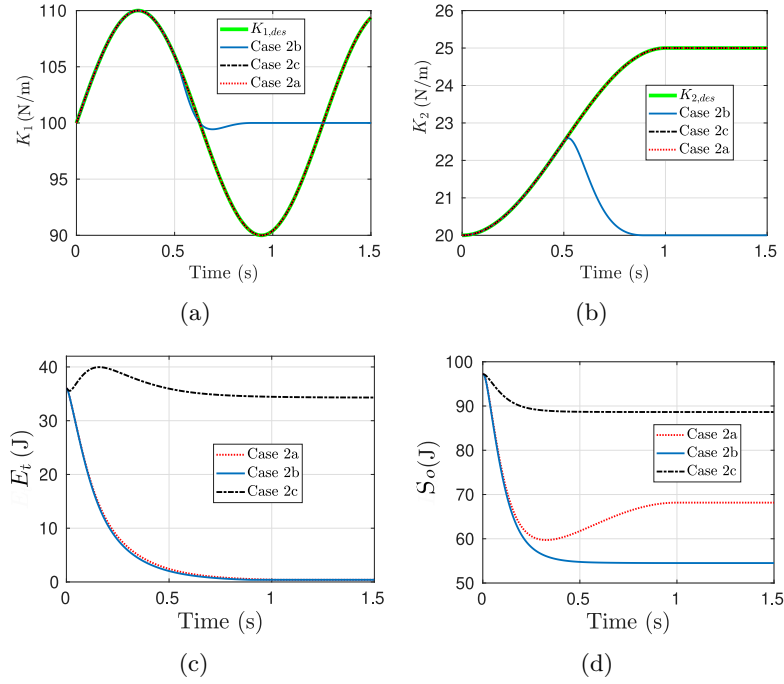 110
105
100
95
90
K1 (N/m)
K1,des
Case 2b
Case 2c
Case 2a
0
0.5
1
1.5
Time (s)
(a)
26
25
24
23
22
21
20
K2 (N/m)
K2,des
Case 2b
Case 2c
Case 2a
0
0.5
1
1.5
Time (s)
(b)
40
30
20
10
0
Et (J)
Case 2a
Case 2b
Case 2c
0
0.5
1
1.5
Time (s)
(c)
100
90
80
70
60
50
So(J)
Case 2a
Case 2b
Case 2c
0
0.5
1
1.5
Time (s)
(d)